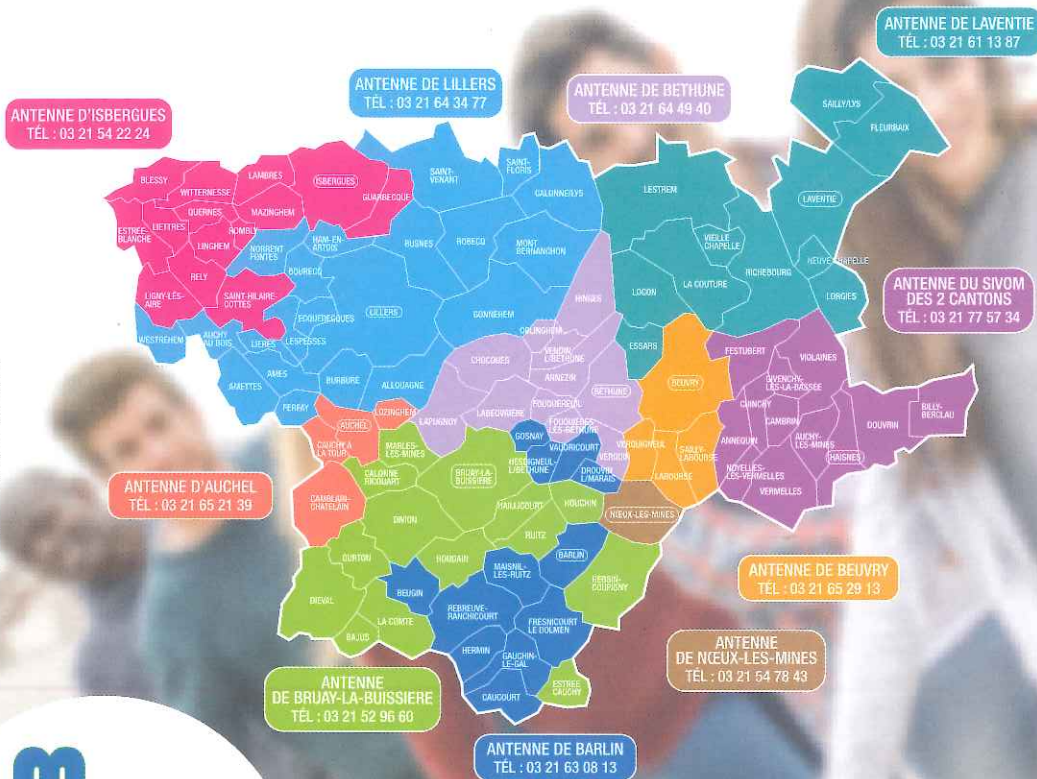 ANTENNE DE LAVENTIE
TÉL : 03 21 61 13 87
ANTENNE DE LILLERS
TÉL : 03 21 64 34 77
ANTENNE DE BETHUNE
TÉL : 03 21 64 49 40
ANTENNE D'ISBERGUES
TÉL : 03 21 54 22 24
SAILLY/LYS
FLEURBAIX
LAVENTIE
LESTREM
VIEILLE
CHAPELLE
RICHEBOURG
NEUVE CHAPELLE
LORGIES
LOCON
LA COUTURE
ESSARS
BLESSY
WITTERNESSE
LAMBRES
ISBERGUES
GUARBECQUE
QUERNES
MAZINGHEM
ROMBLY
ESTREE-
BLANCHE
LIETTRES
LINGHEM
RELY
LIGNY-LÈS-
AIRE
SAINT-HILAIRE
COTTES
SAINT-
VENANT
SAINT-
FLORIS
CALONNE/LYS
NORRENT
FONTES
HAM-EN-
ARTOIS
BUSNES
ROBECQ
MONT
BERNANCHON
BOURECQ
ECQUEDECQUES
LILLERS
GONNEHEM
WESTREHEM
AUCHY
AU BOIS
LIERES
LESPESSES
AMES
AMETTES
BURBURE
ALLOUAGNE
FERFAY
HINGES
OBLINGHEM
CHOCQUES
VENDIN-
L/BETHUNE
ANNEZIN
BETHUNE
LAPUGNOY
LABEUVRIERE
FOUQUEREUIL
FOUQUIERES-
LES-BETHUNE
VERQUIN
BEUVRY
VERQUIGNEUL
SAILLY-
LABOURSE
LABOURSE
ANTENNE DU SIVOM
DES 2 CANTONS
TÉL : 03 21 77 57 34
FESTUBERT
VIOLAINES
GIVENCHY-
LES-LA-BASSÉE
CUINCHY
CAMBRIN
ANNEQUIN
AUCHY-
LES-MINES
HAISNES
DOUVRIN
BILLY-
BERCLAU
NOYELLES-
LES-VERMELLES
VERMELLES
AUCHEL
LOZINGHEM
CAUCHY A
LA TOUR
CAMBLAIN-
CHATELAIN
ANTENNE D'AUCHEL
TÉL : 03 21 65 21 39
MARLES-
LES-MINES
CALONNE
RICOUART
BRUAY-LA-
BUISSIERE
GOSNAY
VAUDRICOURT
HESDIGNEUL
L/BETHUNE
DROUVIN
L/MARAIS
HOUCHIN
HAILLICOURT
RUITZ
NŒUX-LES-MINES
DIVION
OURTON
HOUDAIN
MAISNIL-
LES-RUITZ
BARLIN
HERSIN-
COUPIGNY
DIEVAL
BEUGIN
LA COMTE
BAJUS
REBREUVE-
RANCHICOURT
FRESNICOURT
LE DOLMEN
HERMIN
GAUCHIN-
LE-GAL
CAUCOURT
ESTREE
CAUCHY
ANTENNE DE BEUVRY
TÉL : 03 21 65 29 13
ANTENNE
DE NŒUX-LES-MINES
TÉL : 03 21 54 78 43
ANTENNE
DE BRUAY-LA-BUISSIERE
TÉL : 03 21 52 96 60
ANTENNE DE BARLIN
TÉL : 03 21 63 08 13